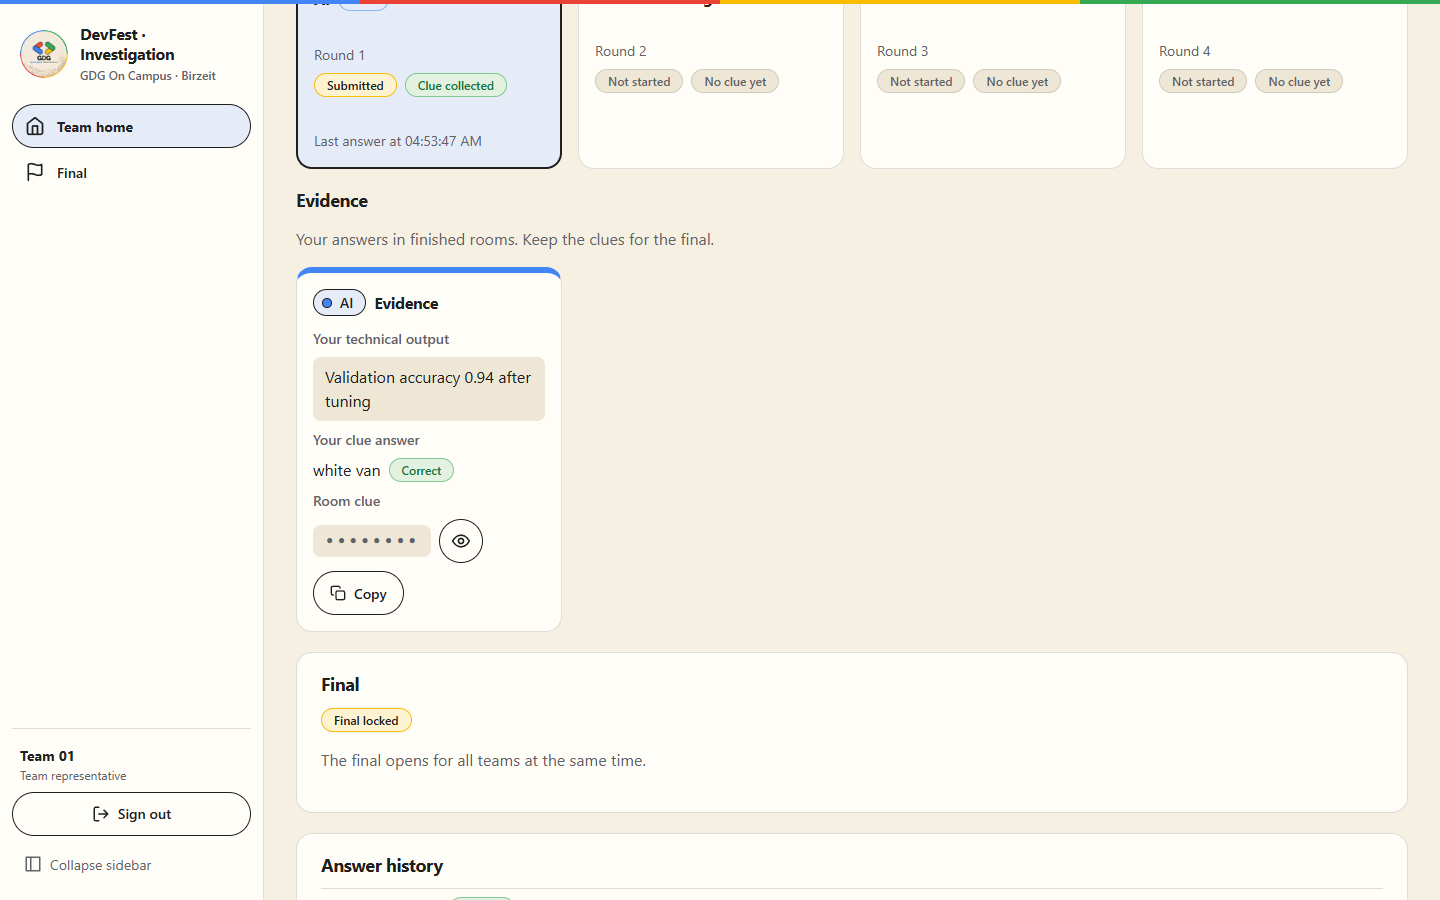 DevFest ·
Investigation
GDG On Campus · Birzeit
Team home
Final
Team 01
Team representative
Sign out
Collapse sidebar
Round 1
Submitted
Clue collected
Last answer at 04:53:47 AM
Round 2
Not started
No clue yet
Round 3
Not started
No clue yet
Round 4
Not started
No clue yet
Evidence
Your answers in finished rooms. Keep the clues for the final.
AI
Evidence
Your technical output
Validation accuracy 0.94 after
tuning
Your clue answer
white van
Correct
Room clue
••••••••
Copy
Final
Final locked
The final opens for all teams at the same time.
Answer history